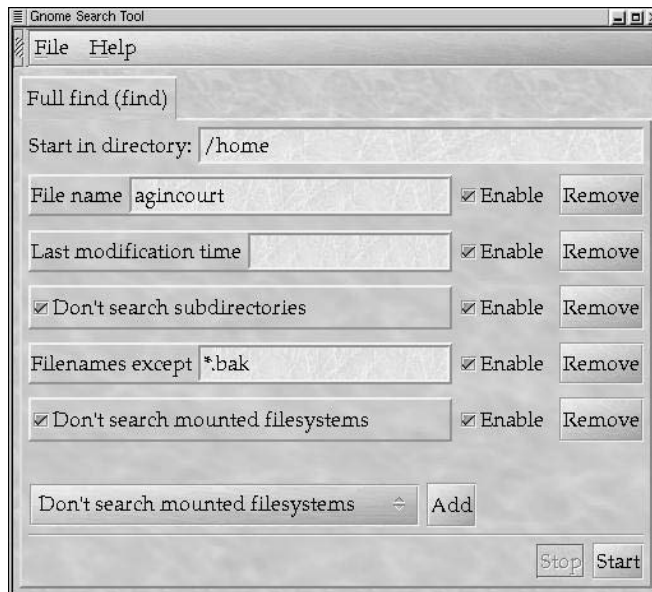 Gnome Search Tool
File Help
Full find (find)
Start in directory: /home
File name agincourt Enable Remove
Last modification time Enable Remove
Don't search subdirectories Enable Remove
Filenames except *.bak Enable Remove
Don't search mounted filesystems Enable Remove
Don't search mounted filesystems Add
Stop Start